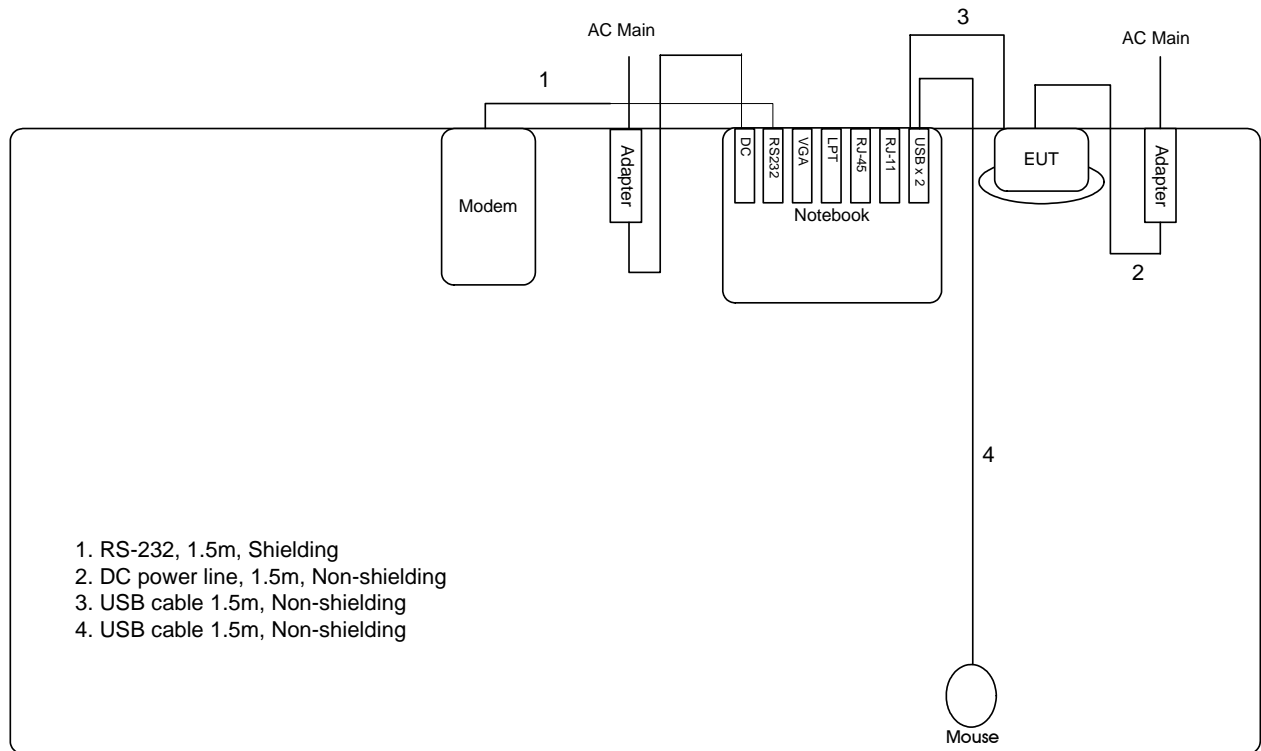 3
AC Main
AC Main
1
Adapter
DC
RS232
VGA
LPT
RJ-45
RJ-11
USB x 2
EUT
Adapter
Modem
Notebook
2
4
1. RS-232, 1.5m, Shielding
2. DC power line, 1.5m, Non-shielding
3. USB cable 1.5m, Non-shielding
4. USB cable 1.5m, Non-shielding
Mouse